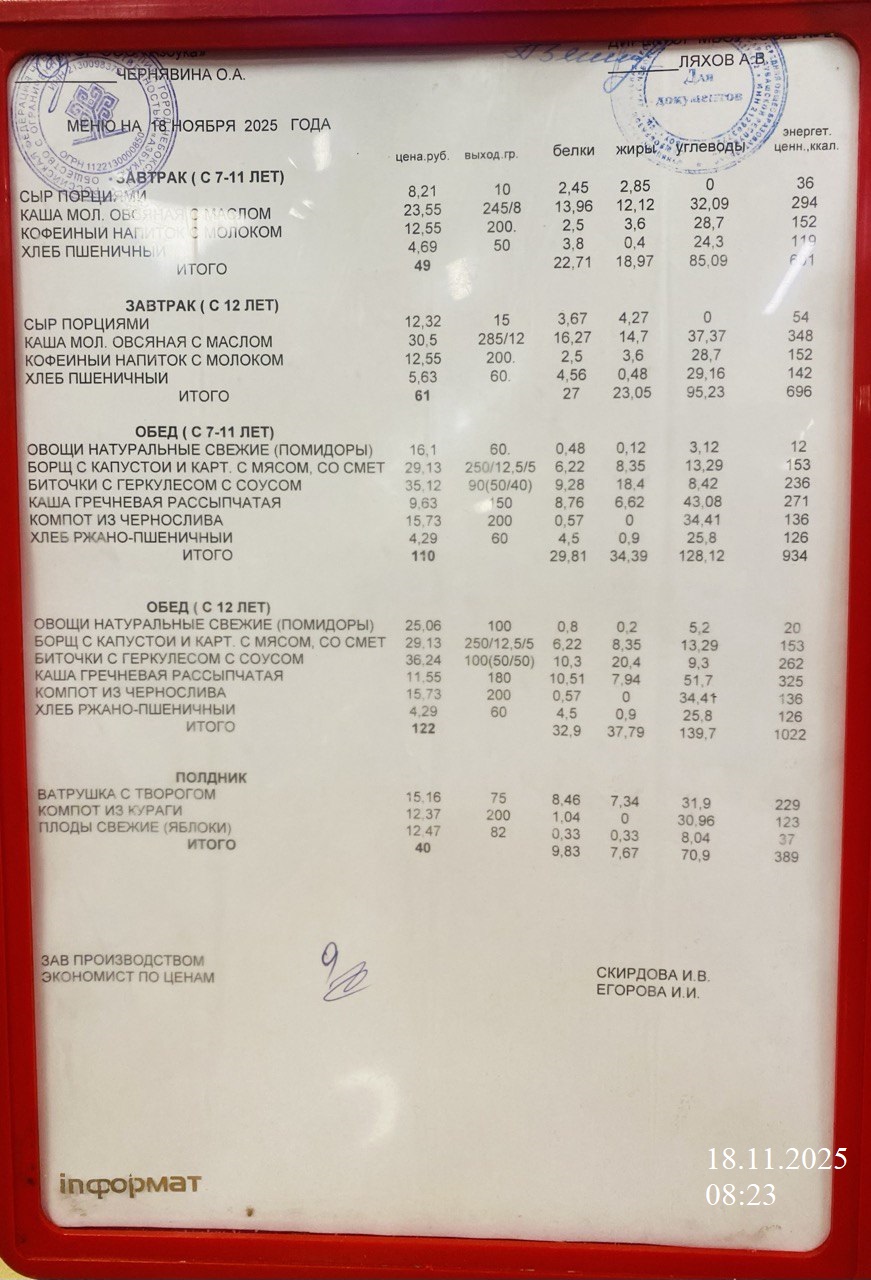 ЧЕРНЯВИНА О.А.
ЛЯХОВ А.В.
Для
документов
МЕНЮ НА 18 НОЯБРЯ 2025 ГОДА
цена.руб. выход.гр. белки жиры углеводы энергет. ценн.,ккал.
ЗАВТРАК ( С 7-11 ЛЕТ)
СЫР ПОРЦИЯМИ 8,21 10 2,45 2,85 0 36
КАША МОЛ. ОВСЯНАЯ С МАСЛОМ 23,55 245/8 13,96 12,12 32,09 294
КОФЕИНЫЙ НАПИТОК С МОЛОКОМ 12,55 200. 2,5 3,6 28,7 152
ХЛЕБ ПШЕНИЧНЫЙ 4,69 50 3,8 0,4 24,3 119
ИТОГО 49 22,71 18,97 85,09
ЗАВТРАК ( С 12 ЛЕТ)
СЫР ПОРЦИЯМИ 12,32 15 3,67 4,27 0 54
КАША МОЛ. ОВСЯНАЯ С МАСЛОМ 30,5 285/12 16,27 14,7 37,37 348
КОФЕИНЫЙ НАПИТОК С МОЛОКОМ 12,55 200. 2,5 3,6 28,7 152
ХЛЕБ ПШЕНИЧНЫЙ 5,63 60. 4,56 0,48 29,16 142
ИТОГО 61 27 23,05 95,23 696
ОБЕД ( С 7-11 ЛЕТ)
ОВОЩИ НАТУРАЛЬНЫЕ СВЕЖИЕ (ПОМИДОРЫ) 16,1 60. 0,48 0,12 3,12 12
БОРЩ С КАПУСТОЙ И КАРТ. С МЯСОМ, СО СМЕТ 29,13 250/12,5/5 6,22 8,35 13,29 153
БИТОЧКИ С ГЕРКУЛЕСОМ С СОУСОМ 35,12 90(50/40) 9,28 18,4 8,42 236
КАША ГРЕЧНЕВАЯ РАССЫПЧАТАЯ 9,63 150 8,76 6,62 43,08 271
КОМПОТ ИЗ ЧЕРНОСЛИВА 15,73 200 0,57 0 34,41 136
ХЛЕБ РЖАНО-ПШЕНИЧНЫЙ 4,29 60 4,5 0,9 25,8 126
ИТОГО 110 29,81 34,39 128,12 934
ОБЕД ( С 12 ЛЕТ)
ОВОЩИ НАТУРАЛЬНЫЕ СВЕЖИЕ (ПОМИДОРЫ) 25,06 100 0,8 0,2 5,2 20
БОРЩ С КАПУСТОЙ И КАРТ. С МЯСОМ, СО СМЕТ 29,13 250/12,5/5 6,22 8,35 13,29 153
БИТОЧКИ С ГЕРКУЛЕСОМ С СОУСОМ 36,24 100(50/50) 10,3 20,4 9,3 262
КАША ГРЕЧНЕВАЯ РАССЫПЧАТАЯ 11,55 180 10,51 7,94 51,7 325
КОМПОТ ИЗ ЧЕРНОСЛИВА 15,73 200 0,57 0 34,41 136
ХЛЕБ РЖАНО-ПШЕНИЧНЫЙ 4,29 60 4,5 0,9 25,8 126
ИТОГО 122 32,9 37,79 139,7 1022
ПОЛДНИК
ВАТРУШКА С ТВОРОГОМ 15,16 75 8,46 7,34 31,9 229
КОМПОТ ИЗ КУРАГИ 12,37 200 1,04 0 30,96 123
ПЛОДЫ СВЕЖИЕ (ЯБЛОКИ) 12,47 82 0,33 0,33 8,04 37
ИТОГО 40 9,83 7,67 70,9 389
ЗАВ ПРОИЗВОДСТВОМ СКИРДОВА И.В.
ЭКОНОМИСТ ПО ЦЕНАМ ЕГОРОВА И.И.
inформат
18.11.2025
08:23